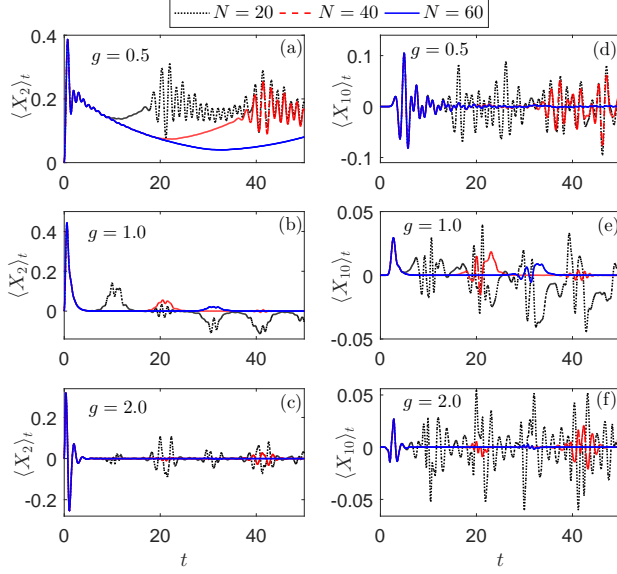 N = 20 N = 40 N = 60
(a) g = 0.5
⟨X₂⟩ₜ
0.4
0.2
0
0 20 40
(d) g = 0.5
⟨X₁₀⟩ₜ
0.1
0
-0.1
0 20 40
(b) g = 1.0
⟨X₂⟩ₜ
0.4
0.2
0
0 20 40
(e) g = 1.0
⟨X₁₀⟩ₜ
0.05
0
-0.05
0 20 40
(c) g = 2.0
⟨X₂⟩ₜ
0.2
0
-0.2
0 20 40
t
(f) g = 2.0
⟨X₁₀⟩ₜ
0.05
0
-0.05
0 20 40
t